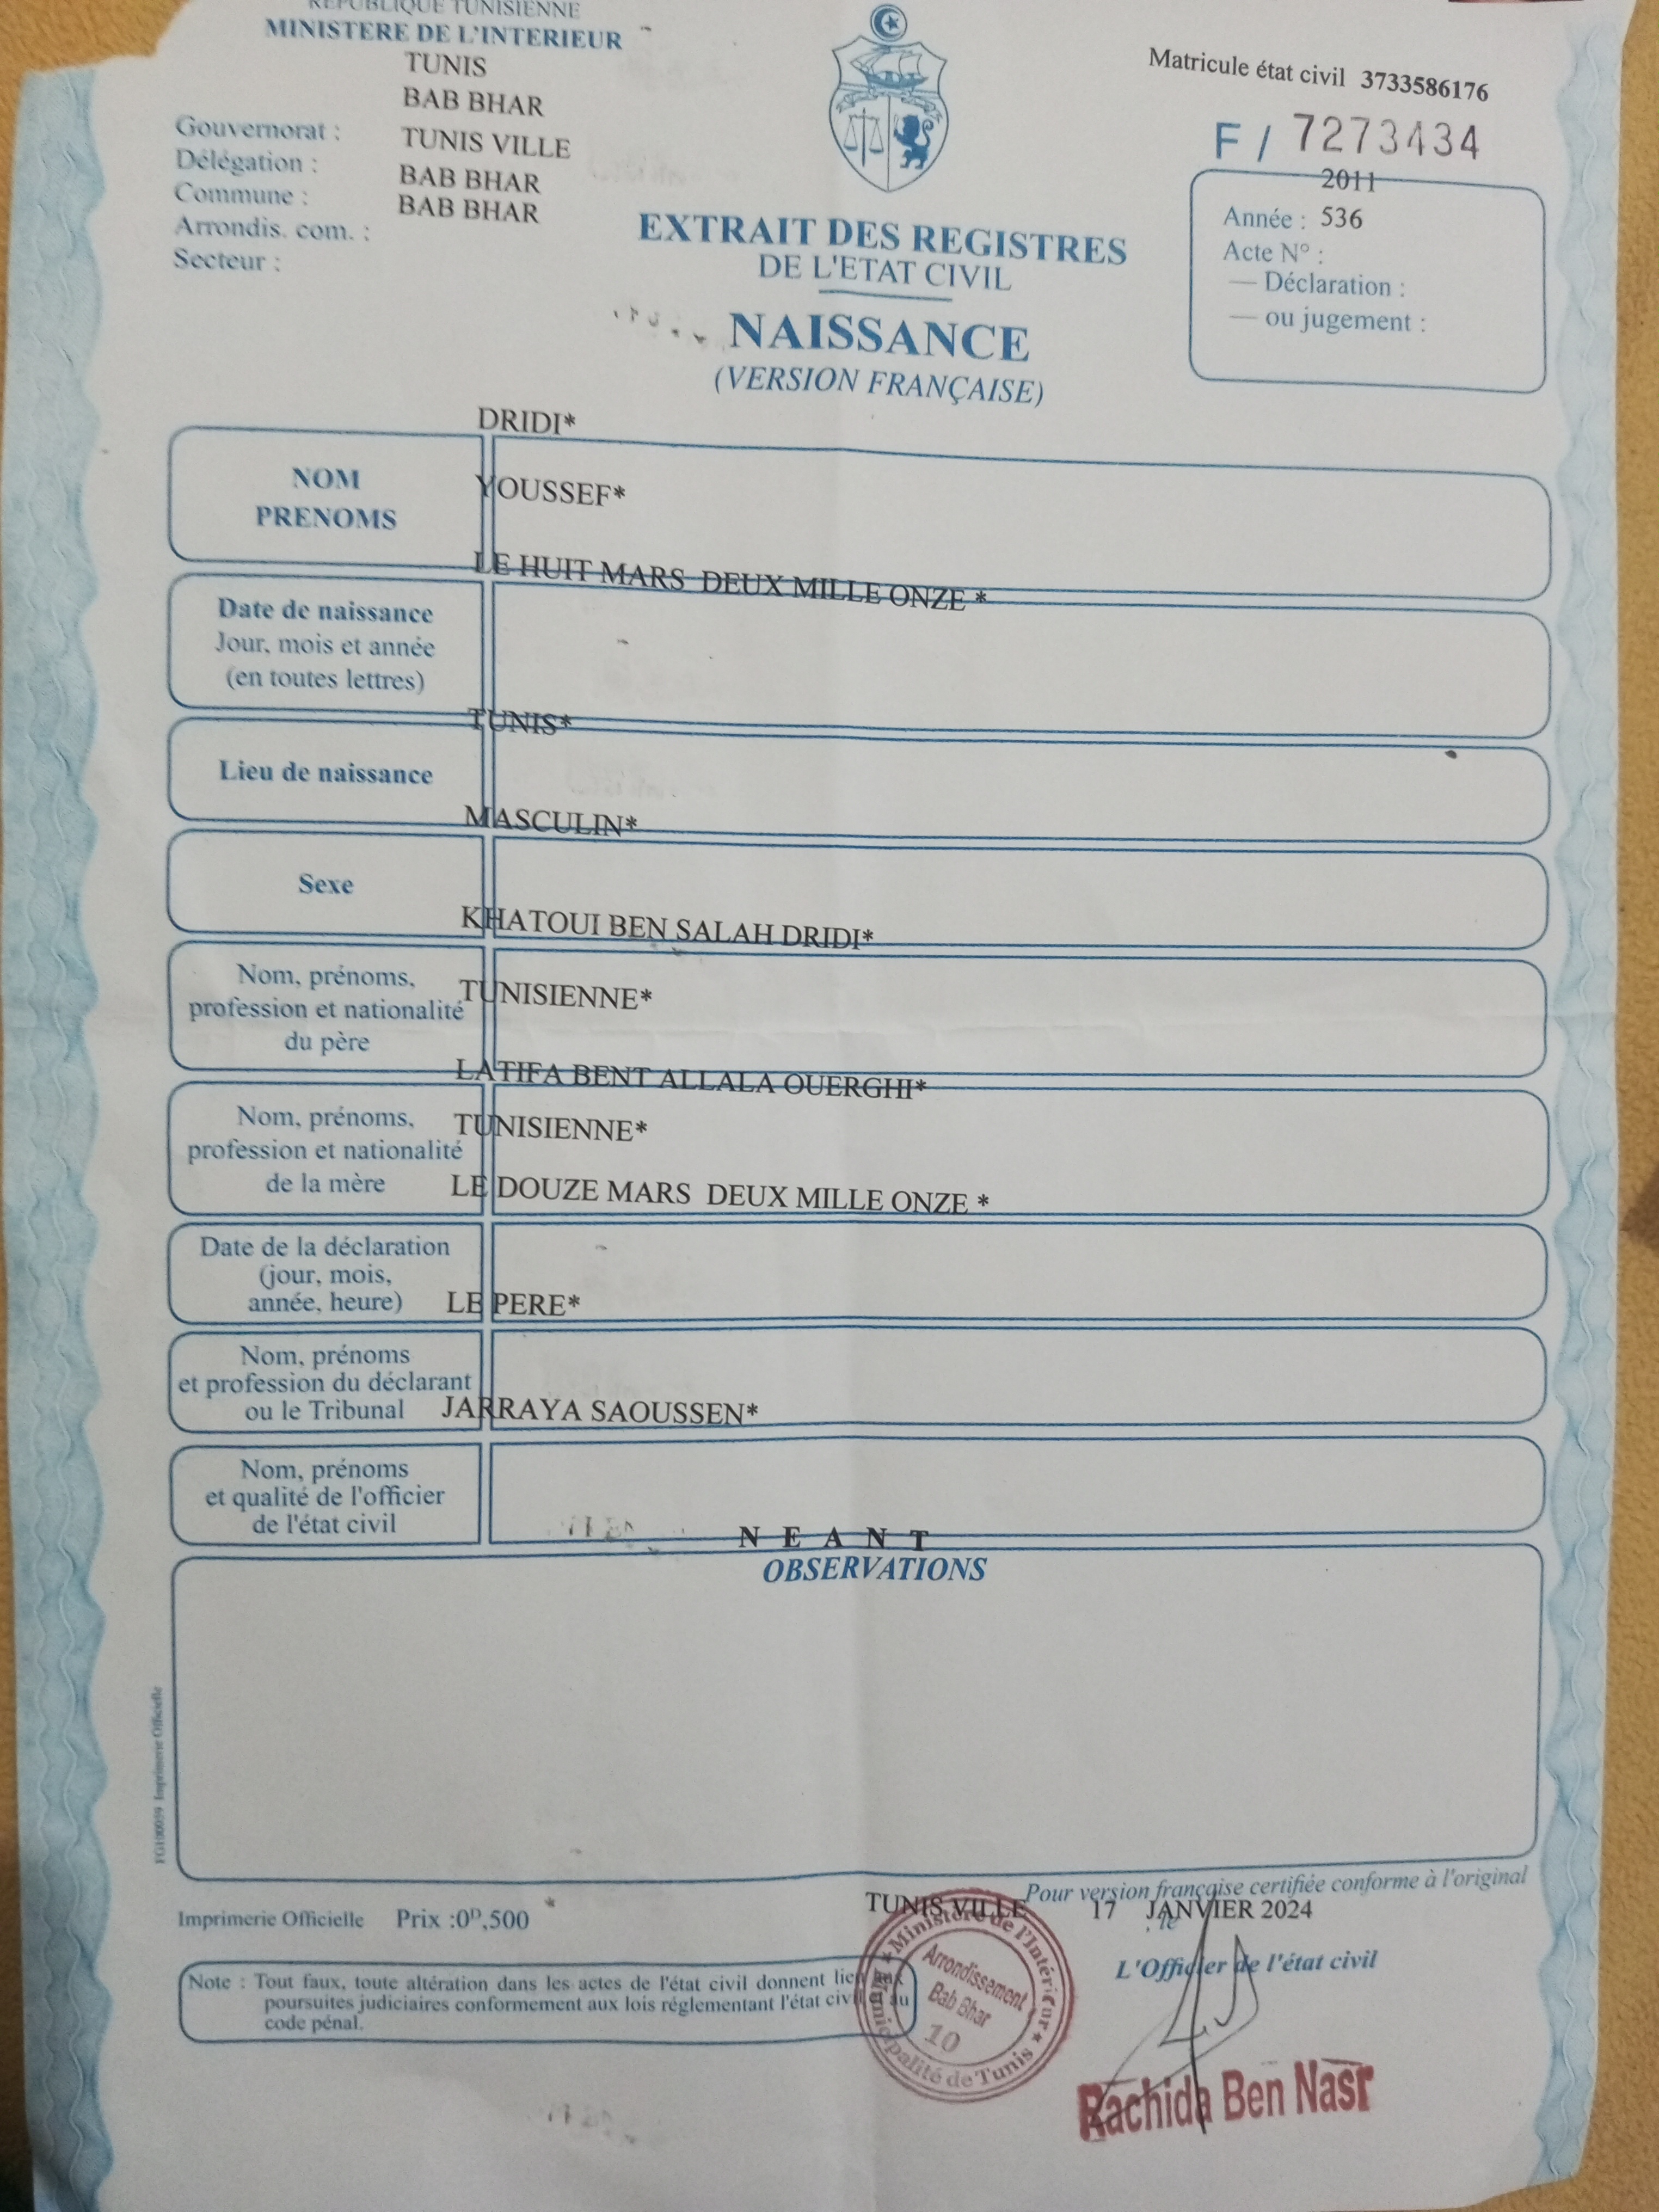 REPUBLIQUE TUNISIENNE
MINISTERE DE L'INTERIEUR
TUNIS
BAB BHAR
Gouvernorat : TUNIS VILLE
Délégation : BAB BHAR
Commune : BAB BHAR
Arrondis. com. :
Secteur :
Matricule état civil 3733586176
F / 7273434
2011
Année : 536
Acte N° :
— Déclaration :
— ou jugement :
EXTRAIT DES REGISTRES
DE L'ETAT CIVIL
NAISSANCE
(VERSION FRANÇAISE)
DRIDI*
NOM
YOUSSEF*
PRENOMS
LE HUIT MARS DEUX MILLE ONZE *
Date de naissance
Jour, mois et année
(en toutes lettres)
TUNIS*
Lieu de naissance
MASCULIN*
Sexe
KHATOUI BEN SALAH DRIDI*
Nom, prénoms,
TUNISIENNE*
profession et nationalité
du père
LATIFA BENT ALLALA OUERGHI*
Nom, prénoms,
TUNISIENNE*
profession et nationalité
de la mère
LE DOUZE MARS DEUX MILLE ONZE *
Date de la déclaration
(jour, mois,
année, heure)
LE PERE*
Nom, prénoms
et profession du déclarant
ou le Tribunal
JARRAYA SAOUSSEN*
Nom, prénoms
et qualité de l'officier
de l'état civil
N E A N T
OBSERVATIONS
FG100059 Imprimerie Officielle
Pour version française certifiée conforme à l'original
TUNIS VILLE 17 JANVIER 2024
, le
Imprimerie Officielle Prix :0ᴰ,500 *
L'Officier de l'état civil
Note : Tout faux, toute altération dans les actes de l'état civil donnent lieu aux
poursuites judiciaires conformement aux lois réglementant l'état civil et au
code pénal.
Ministère de l'Intérieur * Municipalité de Tunis *
Arrondissement
Bab Bhar
10
Rachida Ben Nasr